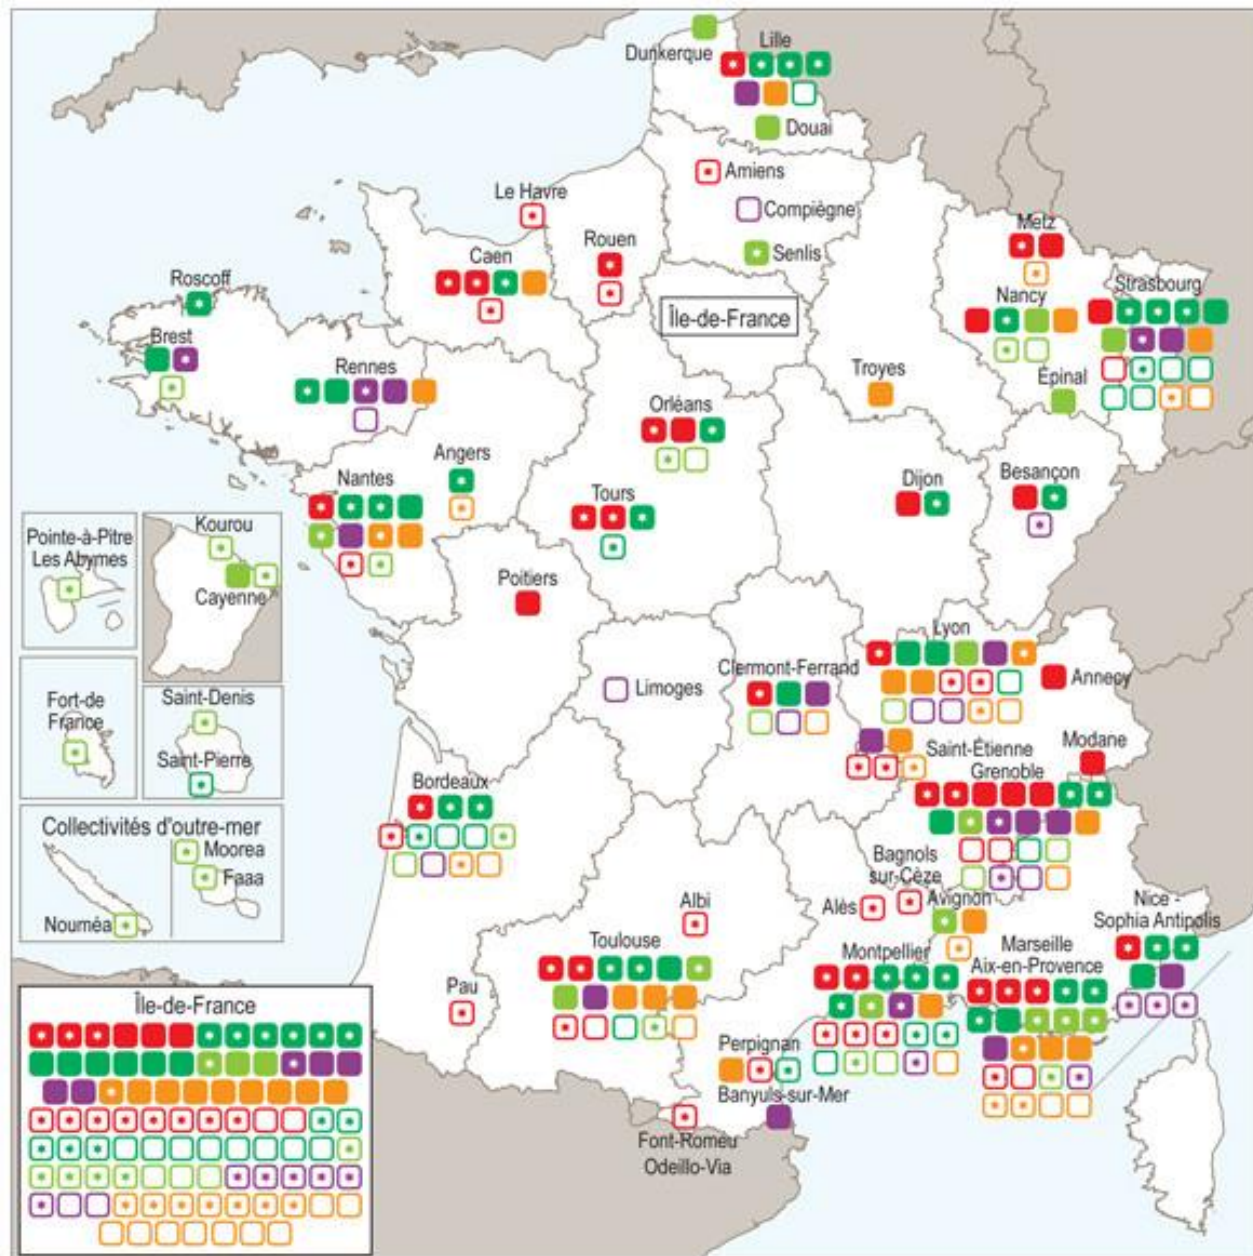 Dunkerque
Lille
Douai
Amiens
Compiègne
Senlis
Le Havre
Rouen
Caen
Metz
Strasbourg
Nancy
Épinal
Île-de-France
Roscoff
Brest
Rennes
Troyes
Orléans
Angers
Nantes
Tours
Dijon
Besançon
Pointe-à-Pitre
Les Abymes
Kourou
Cayenne
Poitiers
Lyon
Annecy
Clermont-Ferrand
Limoges
Fort-de
France
Saint-Denis
Saint-Pierre
Saint-Étienne
Modane
Grenoble
Bordeaux
Collectivités d'outre-mer
Moorea
Faaa
Nouméa
Bagnols
sur-Cèze
Alès
Avignon
Albi
Nice -
Sophia Antipolis
Toulouse
Montpellier
Marseille
Aix-en-Provence
Pau
Île-de-France
Perpignan
Banyuls-sur-Mer
Font-Romeu
Odeillo-Via